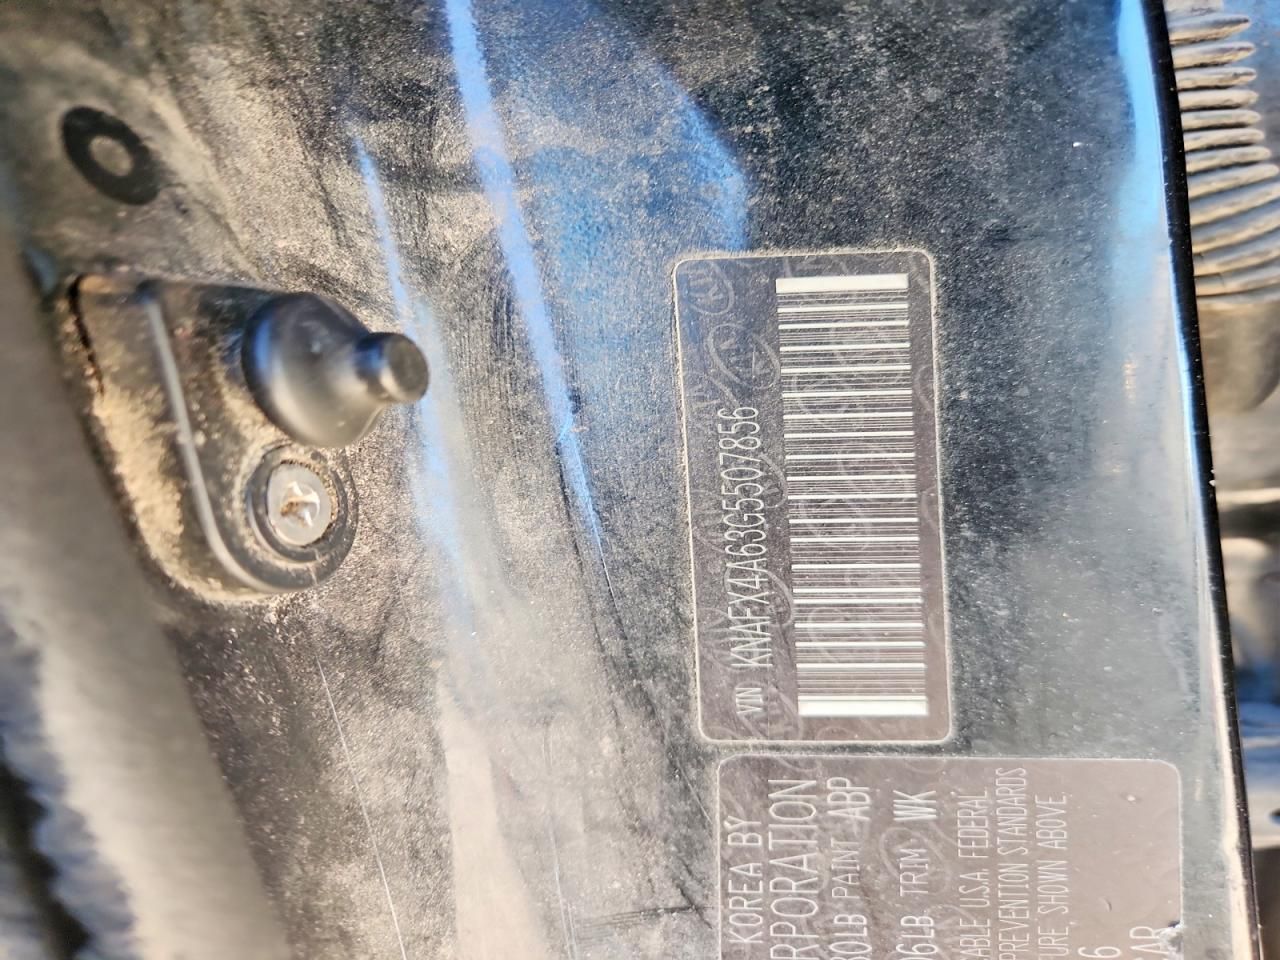 VIN KNAFX4A63G5507856
KOREA BY
RPORATION
30LB PAINT ABP
06LB. TRIM WK
ABLE U.S.A. FEDERAL
PREVENTION STANDARDS
TURE, SHOWN ABOVE.
6
CAR